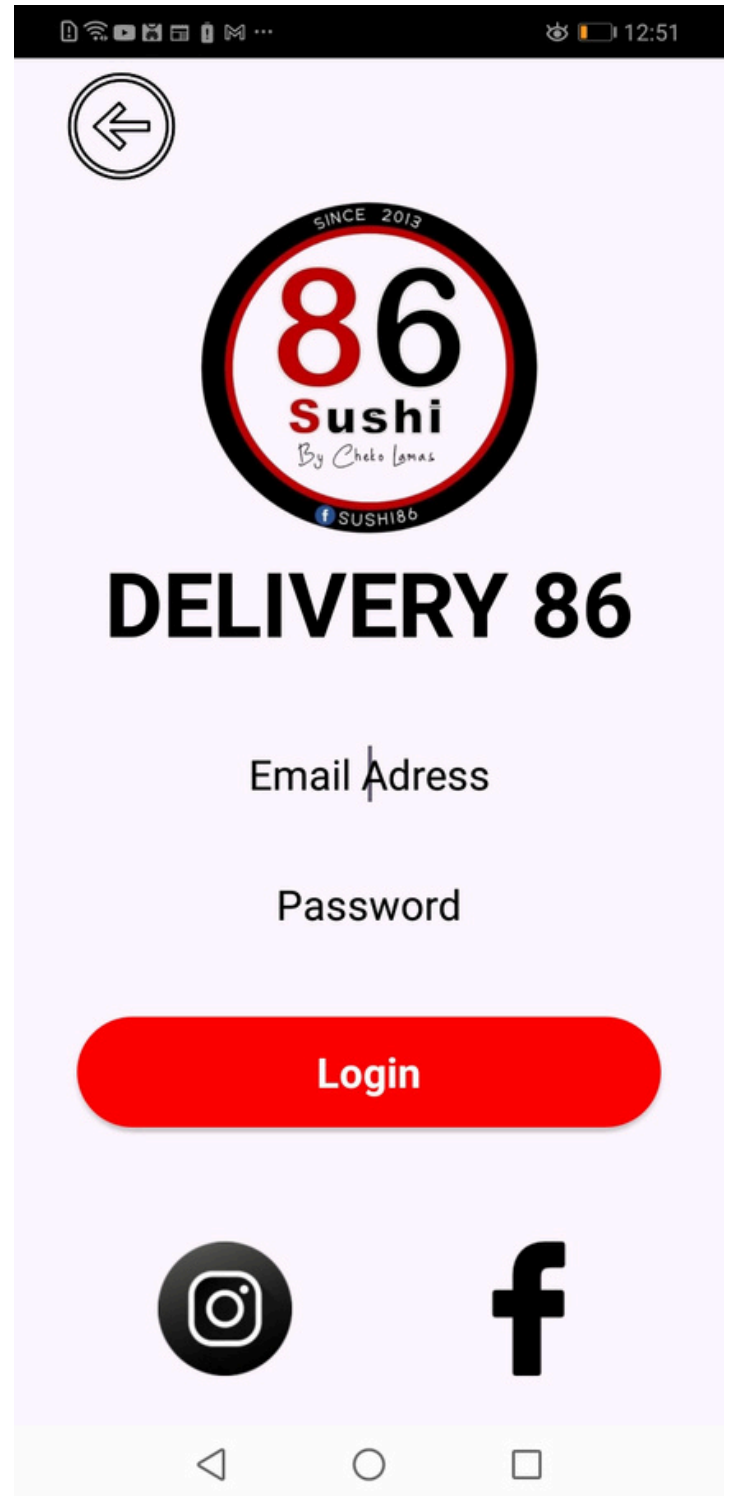 12:51
SINCE 2013
86
Sushi
By Cheko Lamas
f SUSHI86
DELIVERY 86
Email Adress
Password
Login